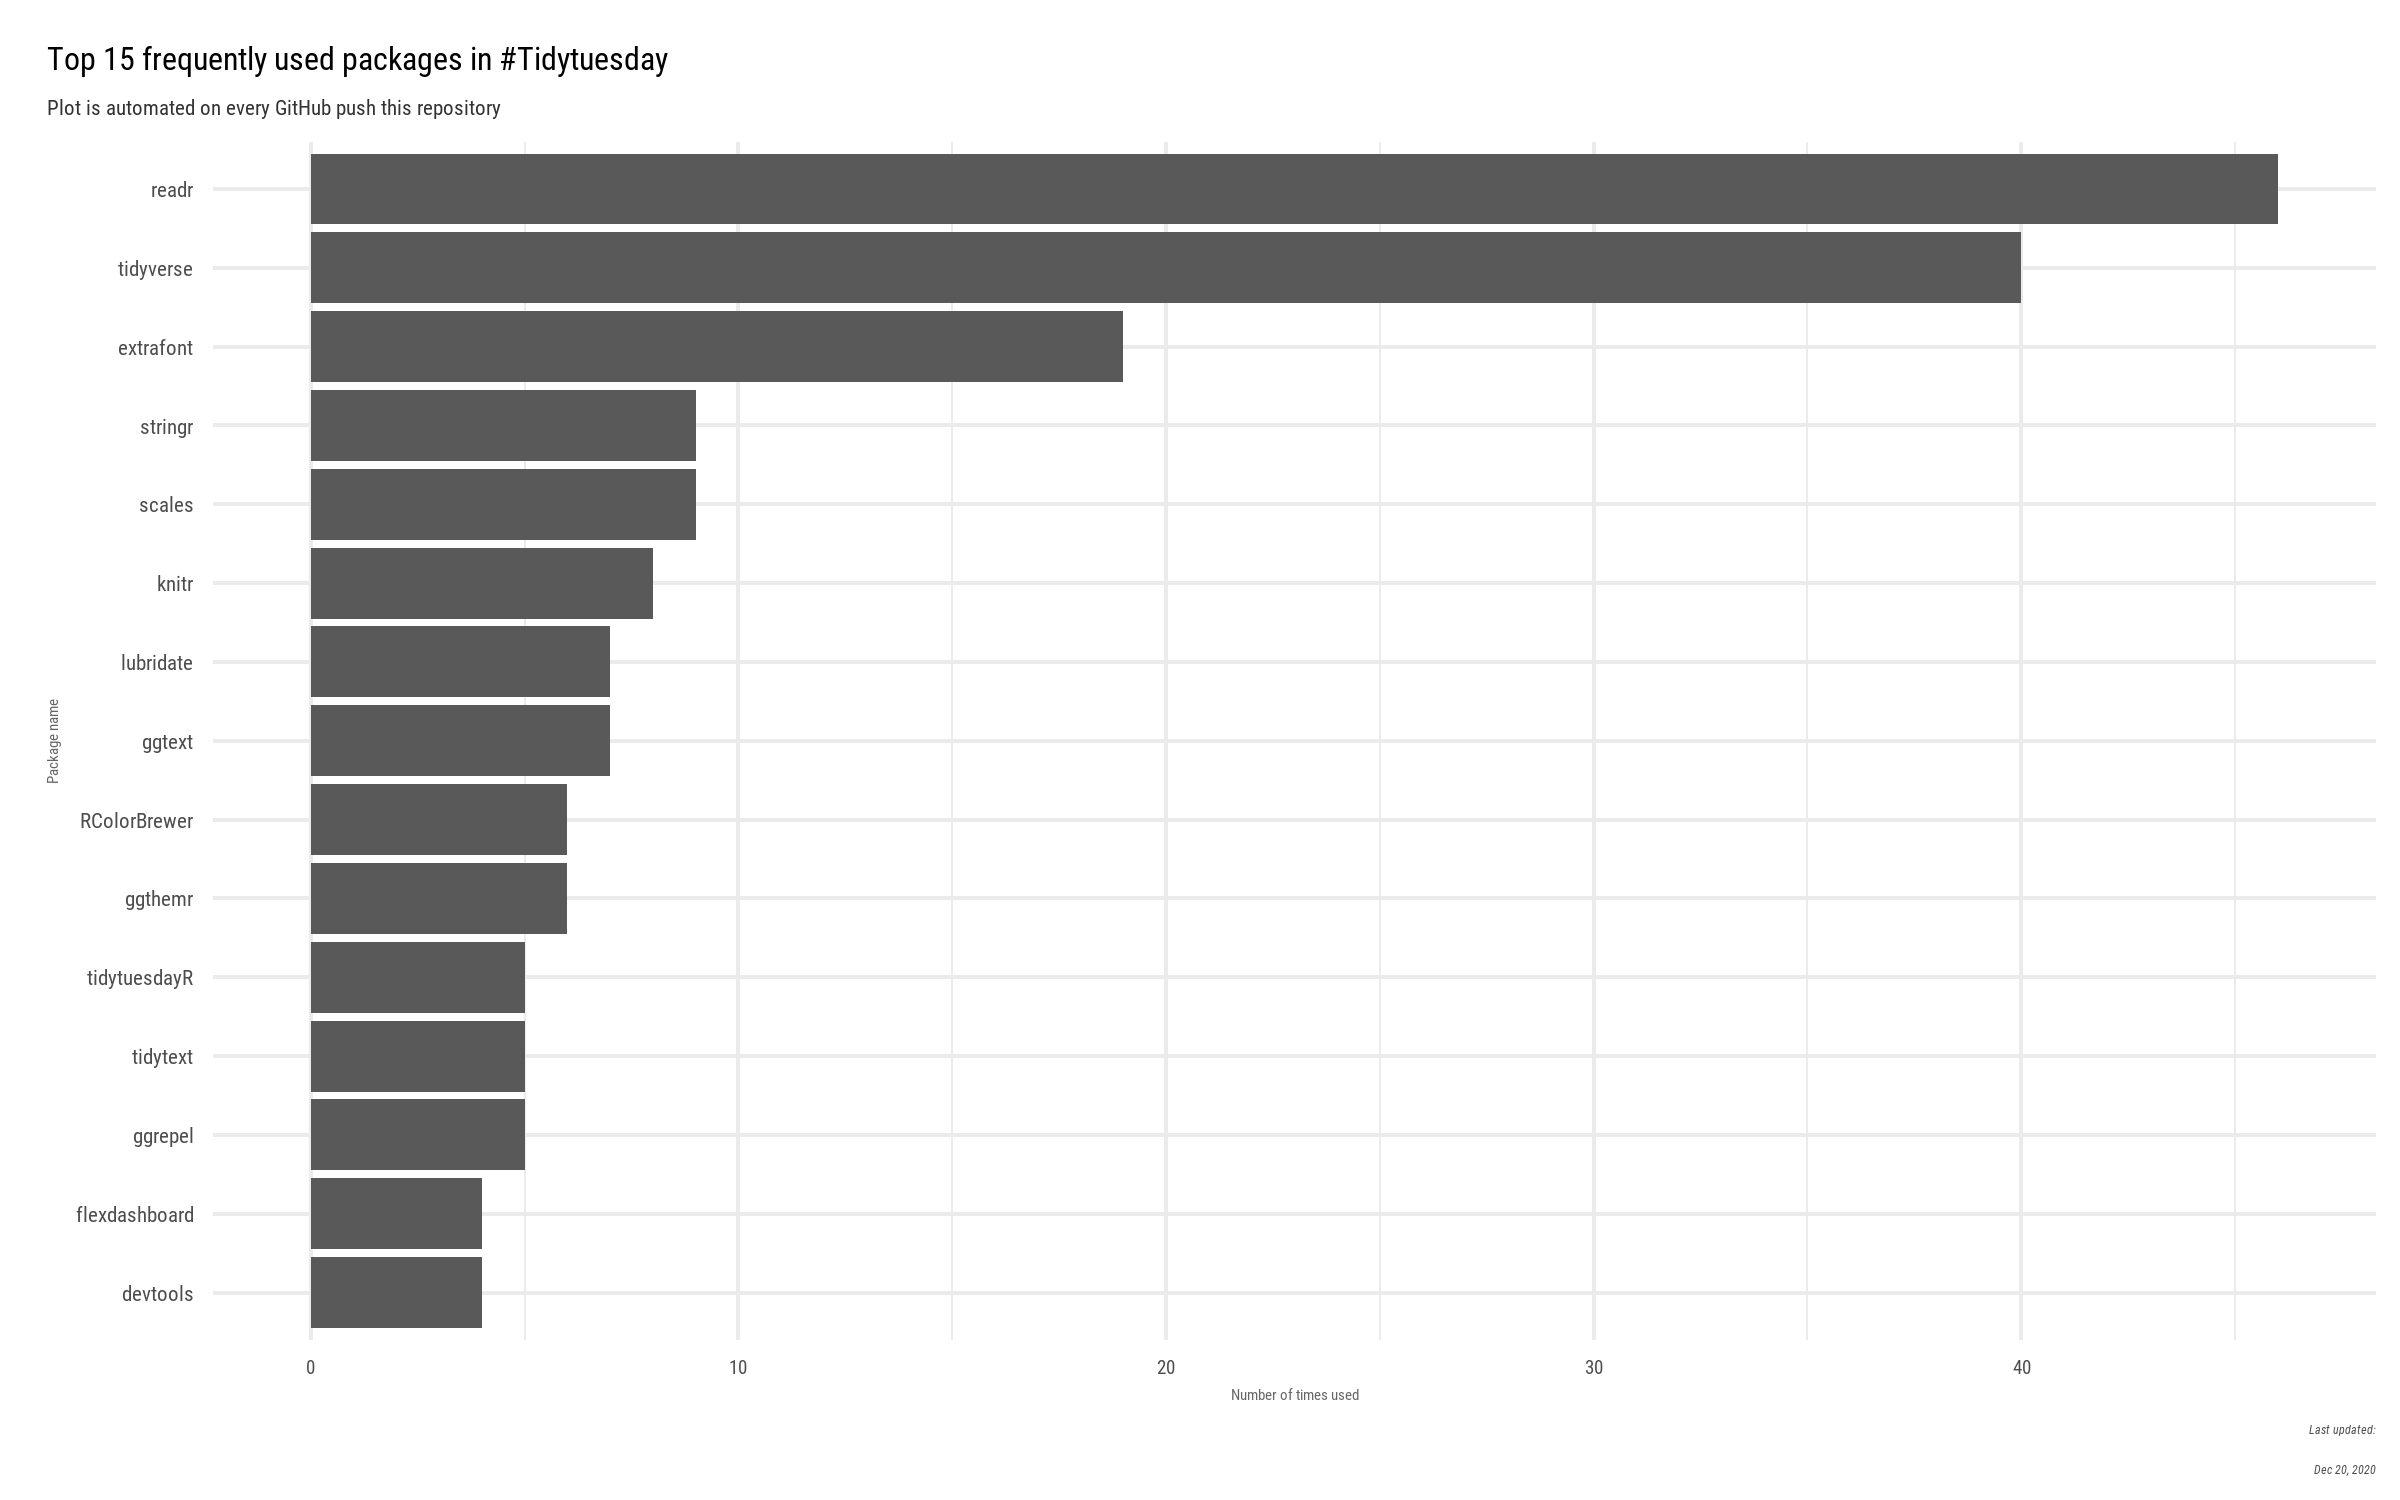 Top 15 frequently used packages in #Tidytuesday
Plot is automated on every GitHub push this repository
Package name
readr
tidyverse
extrafont
stringr
scales
knitr
lubridate
ggtext
RColorBrewer
ggthemr
tidytuesdayR
tidytext
ggrepel
flexdashboard
devtools
0 10 20 30 40
Number of times used
Last updated:
Dec 20, 2020